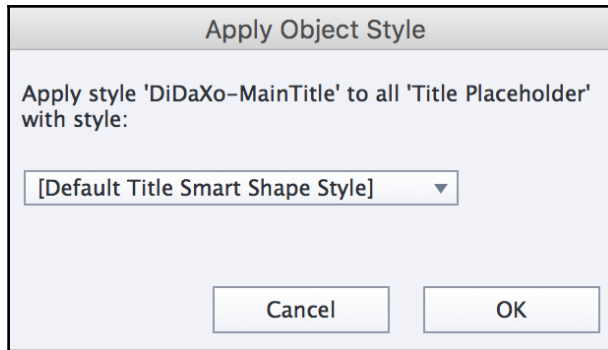 Apply Object Style
Apply style 'DiDaXo-MainTitle' to all 'Title Placeholder'
with style:
[Default Title Smart Shape Style]
Cancel OK